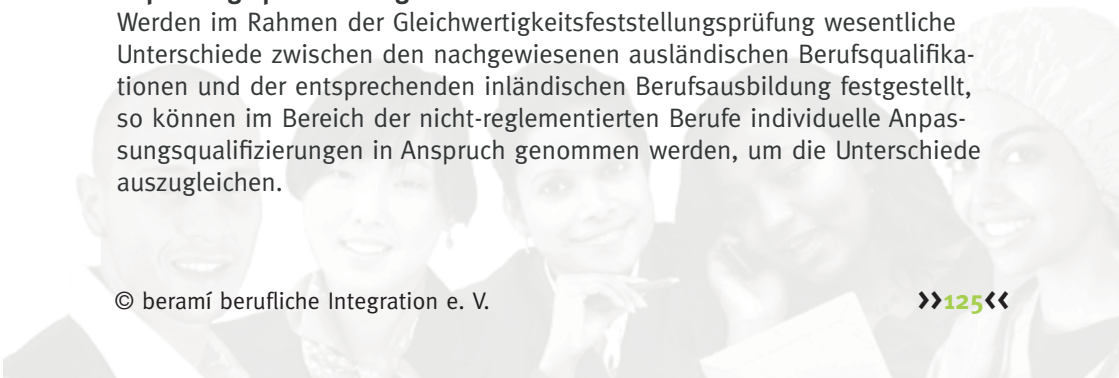 Werden im Rahmen der Gleichwertigkeitsfeststellungsprüfung wesentliche
Unterschiede zwischen den nachgewiesenen ausländischen Berufsqualifika-
tionen und der entsprechenden inländischen Berufsausbildung festgestellt,
so können im Bereich der nicht-reglementierten Berufe individuelle Anpas-
sungsqualifizierungen in Anspruch genommen werden, um die Unterschiede
auszugleichen.
© beramí berufliche Integration e. V.
››125‹‹